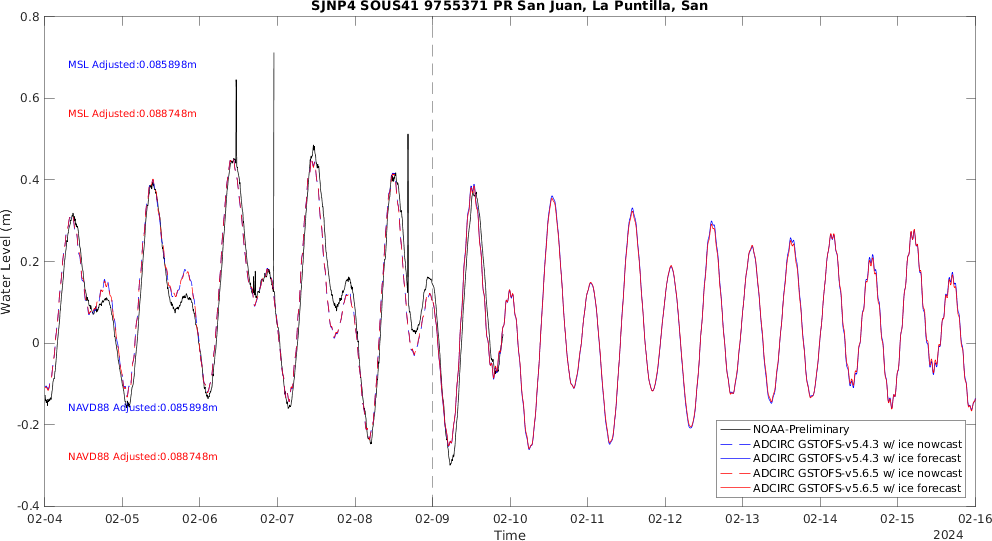 SJNP4 SOUS41 9755371 PR San Juan, La Puntilla, San
0.8
0.6
0.4
0.2
0
-0.2
-0.4
Water Level (m)
MSL Adjusted:0.085898m
MSL Adjusted:0.088748m
NAVD88 Adjusted:0.085898m
NAVD88 Adjusted:0.088748m
NOAA-Preliminary
ADCIRC GSTOFS-v5.4.3 w/ ice nowcast
ADCIRC GSTOFS-v5.4.3 w/ ice forecast
ADCIRC GSTOFS-v5.6.5 w/ ice nowcast
ADCIRC GSTOFS-v5.6.5 w/ ice forecast
02-04 02-05 02-06 02-07 02-08 02-09 02-10 02-11 02-12 02-13 02-14 02-15 02-16
Time
2024